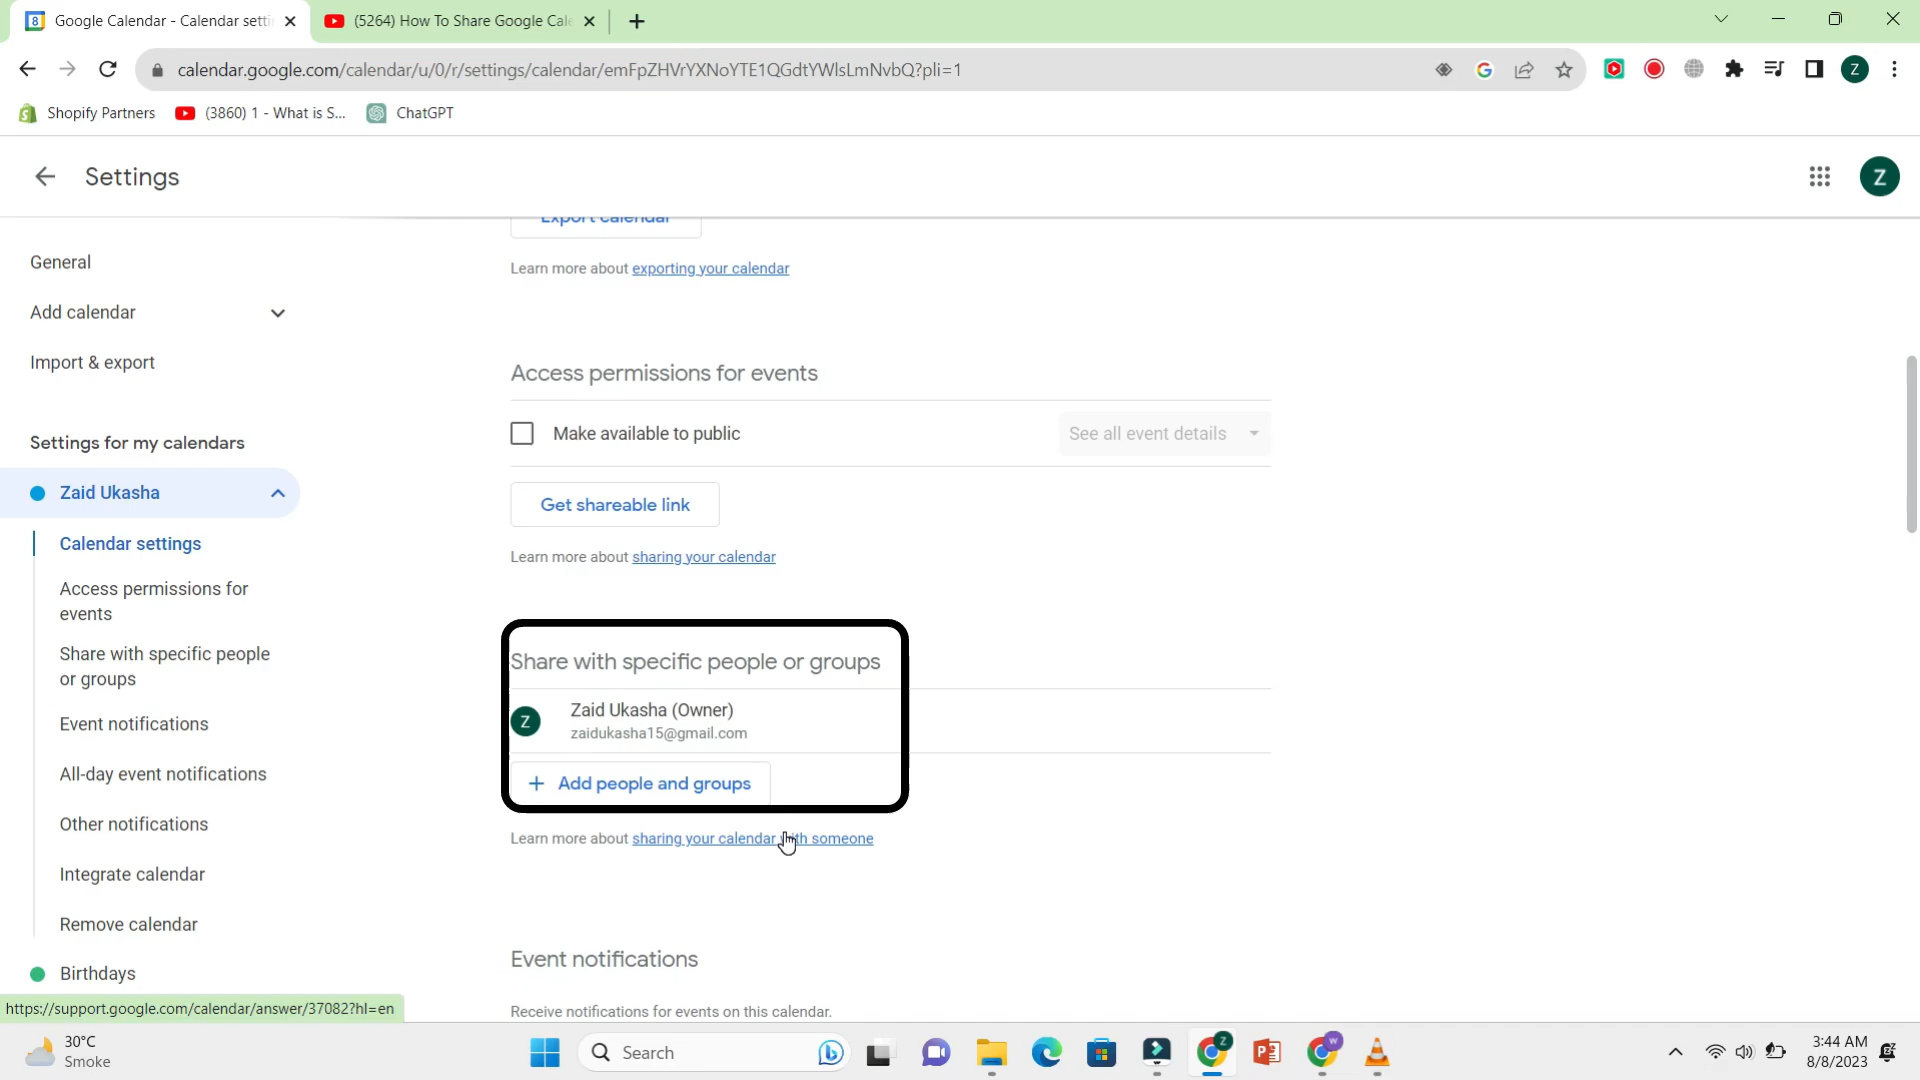 Google Calendar - Calendar setti
(5264) How To Share Google Cale
calendar.google.com/calendar/u/0/r/settings/calendar/emFpZHVrYXNoYTE1QGdtYWlsLmNvbQ?pli=1
Z
Shopify Partners
(3860) 1 - What is S...
ChatGPT
Settings
Z
Export calendar
General
Learn more about exporting your calendar
Add calendar
Import & export
Access permissions for events
Make available to public
See all event details
Settings for my calendars
Zaid Ukasha
Get shareable link
Calendar settings
Learn more about sharing your calendar
Access permissions for
events
Share with specific people
or groups
Share with specific people or groups
Z
Zaid Ukasha (Owner)
zaidukasha15@gmail.com
Event notifications
All-day event notifications
Add people and groups
Other notifications
Learn more about sharing your calendar with someone
Integrate calendar
Remove calendar
Event notifications
Birthdays
Receive notifications for events on this calendar.
https://support.google.com/calendar/answer/37082?hl=en
30°C
Smoke
Search
3:44 AM
8/8/2023